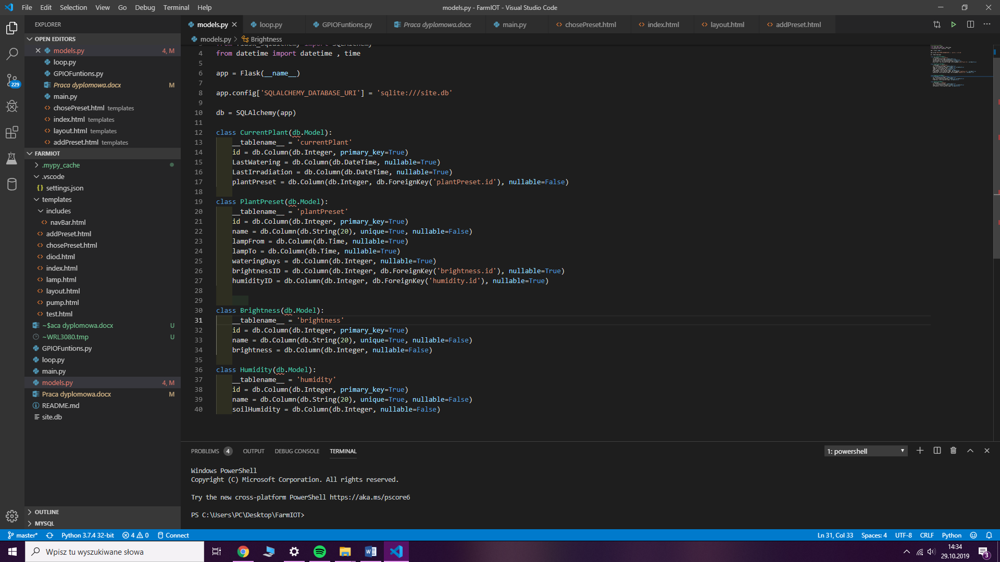 File Edit Selection View Go Debug Terminal Help
models.py - FarmIOT - Visual Studio Code
EXPLORER
OPEN EDITORS
models.py 4, M
loop.py
GPIOFuntions.py
Praca dyplomowa.docx M
main.py
chosePreset.html templates
index.html templates
layout.html templates
addPreset.html templates
FARMIOT
.mypy_cache
.vscode
{} settings.json
templates
includes
navBar.html
addPreset.html
chosePreset.html
diod.html
index.html
lamp.html
layout.html
pump.html
test.html
~$aca dyplomowa.docx U
~WRL3080.tmp U
GPIOFuntions.py
loop.py
main.py
models.py 4, M
Praca dyplomowa.docx M
README.md
site.db
OUTLINE
MYSQL
229
models.py loop.py GPIOFuntions.py Praca dyplomowa.docx main.py chosePreset.html index.html layout.html addPreset.html
models.py > Brightness
3 from flask_sqlalchemy import SQLAlchemy
4 from datetime import datetime , time
5
6 app = Flask(__name__)
7
8 app.config['SQLALCHEMY_DATABASE_URI'] = 'sqlite:///site.db'
9
10 db = SQLAlchemy(app)
11
12 class CurrentPlant(db.Model):
13 __tablename__ = 'currentPlant'
14 id = db.Column(db.Integer, primary_key=True)
15 LastWatering = db.Column(db.DateTime, nullable=True)
16 LastIrradiation = db.Column(db.DateTime, nullable=True)
17 plantPreset = db.Column(db.Integer, db.ForeignKey('plantPreset.id'), nullable=False)
18
19 class PlantPreset(db.Model):
20 __tablename__ = 'plantPreset'
21 id = db.Column(db.Integer, primary_key=True)
22 name = db.Column(db.String(20), unique=True, nullable=False)
23 lampFrom = db.Column(db.Time, nullable=True)
24 lampTo = db.Column(db.Time, nullable=True)
25 wateringDays = db.Column(db.Integer, nullable=True)
26 brightnessID = db.Column(db.Integer, db.ForeignKey('brightness.id'), nullable=True)
27 humidityID = db.Column(db.Integer, db.ForeignKey('humidity.id'), nullable=True)
28
29
30 class Brightness(db.Model):
31 __tablename__ = 'brightness'
32 id = db.Column(db.Integer, primary_key=True)
33 name = db.Column(db.String(20), unique=True, nullable=False)
34 brightness = db.Column(db.Integer, nullable=False)
35
36 class Humidity(db.Model):
37 __tablename__ = 'humidity'
38 id = db.Column(db.Integer, primary_key=True)
39 name = db.Column(db.String(20), unique=True, nullable=False)
40 soilHumidity = db.Column(db.Integer, nullable=False)
PROBLEMS 4 OUTPUT DEBUG CONSOLE TERMINAL 1: powershell
Windows PowerShell
Copyright (C) Microsoft Corporation. All rights reserved.
Try the new cross-platform PowerShell https://aka.ms/pscore6
PS C:\Users\PC\Desktop\FarmIOT>
master* Python 3.7.4 32-bit 4 0 Connect Ln 31, Col 33 Spaces: 4 UTF-8 CRLF Python
Wpisz tu wyszukiwane słowa
14:34
29.10.2019
3